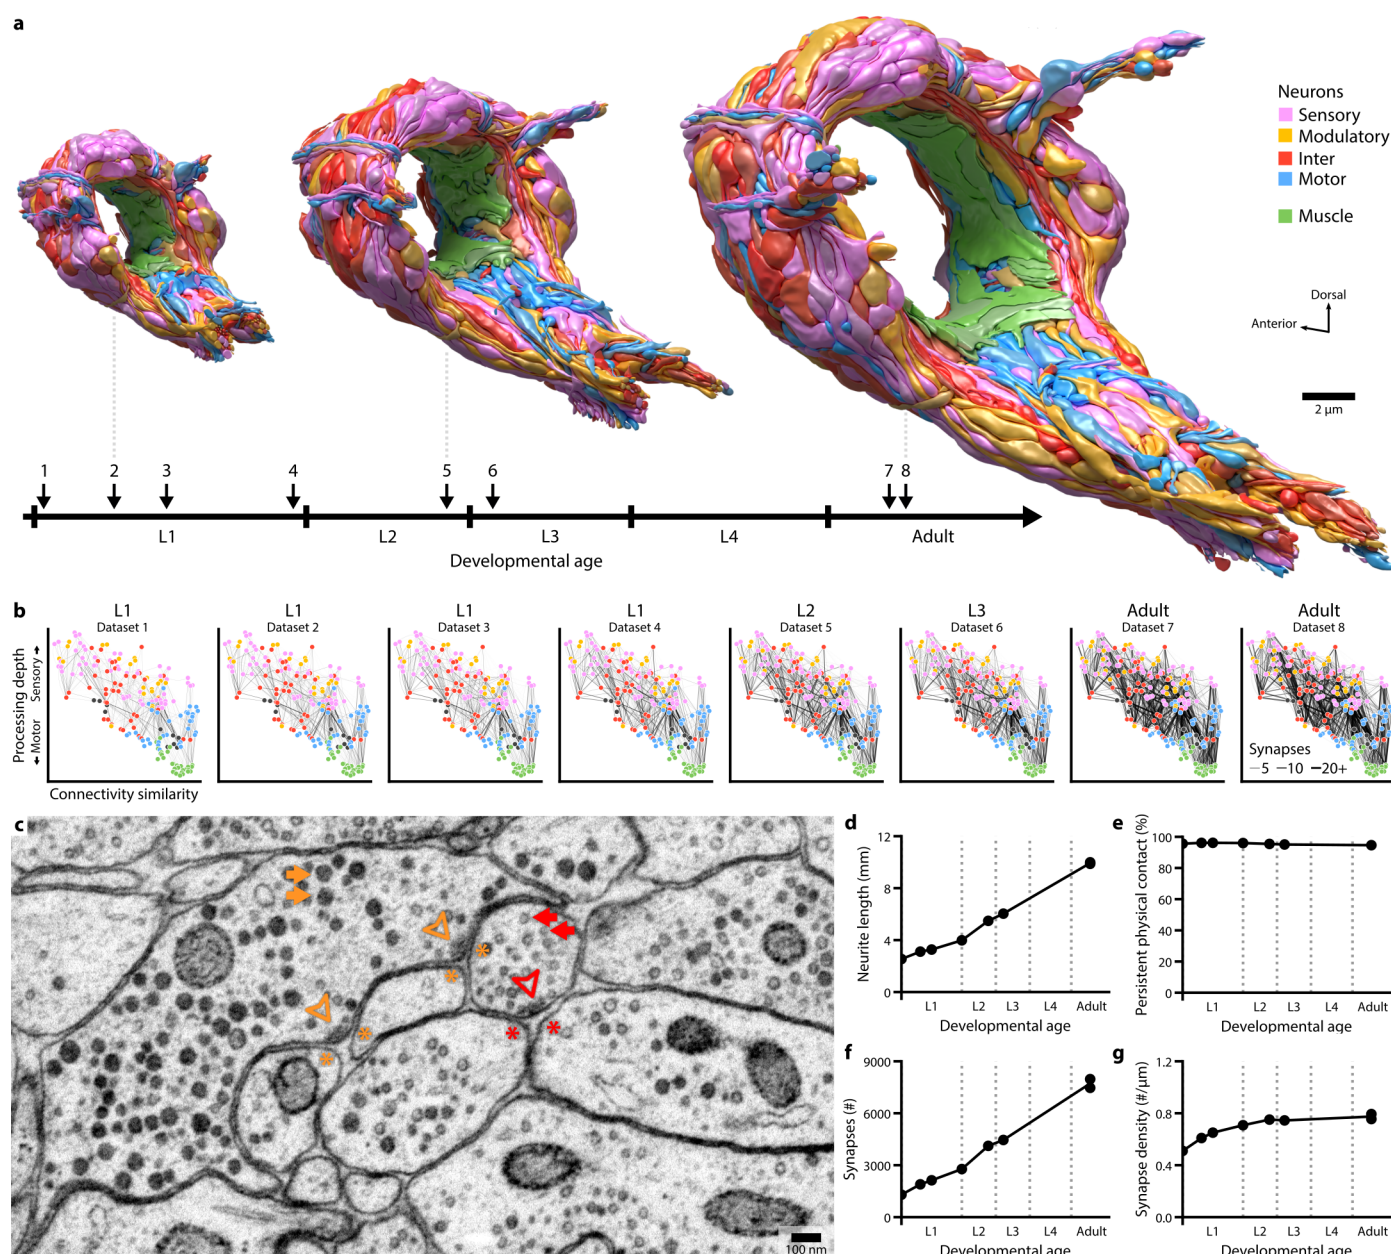 a
Neurons
Sensory
Modulatory
Inter
Motor
Muscle
Dorsal
Anterior
2 μm
1 2 3 4 5 6 7 8
L1 L2 L3 L4 Adult
Developmental age
b
L1 L1 L1 L1 L2 L3 Adult Adult
Dataset 1 Dataset 2 Dataset 3 Dataset 4 Dataset 5 Dataset 6 Dataset 7 Dataset 8
Processing depth
Motor Sensory
Synapses
5 10 20+
Connectivity similarity
c
100 nm
d
Neurite length (mm)
12
8
4
0
L1 L2 L3 L4 Adult
Developmental age
e
Persistent physical contact (%)
100
80
60
40
20
0
L1 L2 L3 L4 Adult
Developmental age
f
Synapses (#)
9000
6000
3000
0
L1 L2 L3 L4 Adult
Developmental age
g
Synapse density (#/μm)
1.2
0.8
0.4
0.0
L1 L2 L3 L4 Adult
Developmental age